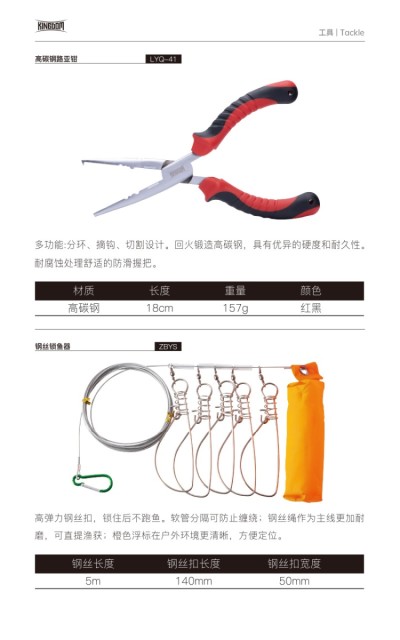 KINGDOM
工具 | Tackle
高碳钢路亚钳
LYQ-41
多功能:分环、摘钩、切割设计。回火锻造高碳钢，具有优异的硬度和耐久性。
耐腐蚀处理舒适的防滑握把。
材质 长度 重量 颜色
高碳钢 18cm 157g 红黑
钢丝锁鱼器
ZBYS
高弹力钢丝扣，锁住后不跑鱼。软管分隔可防止缠绕；钢丝绳作为主线更加耐
磨，可直提渔获；橙色浮标在户外环境更清晰，方便定位。
钢丝长度 钢丝扣长度 钢丝扣宽度
5m 140mm 50mm